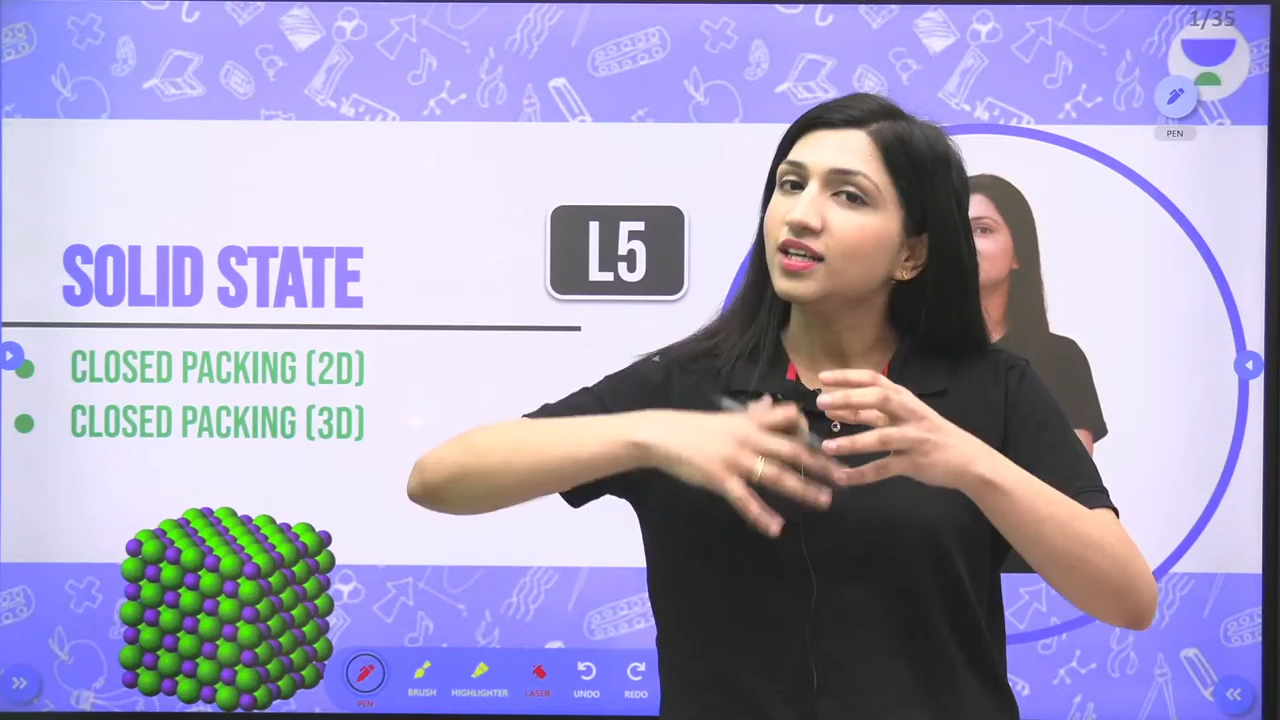 1/35
PEN
L5
SOLID STATE
CLOSED PACKING (2D)
CLOSED PACKING (3D)
PEN
BRUSH
HIGHLIGHTER
LASER
UNDO
REDO